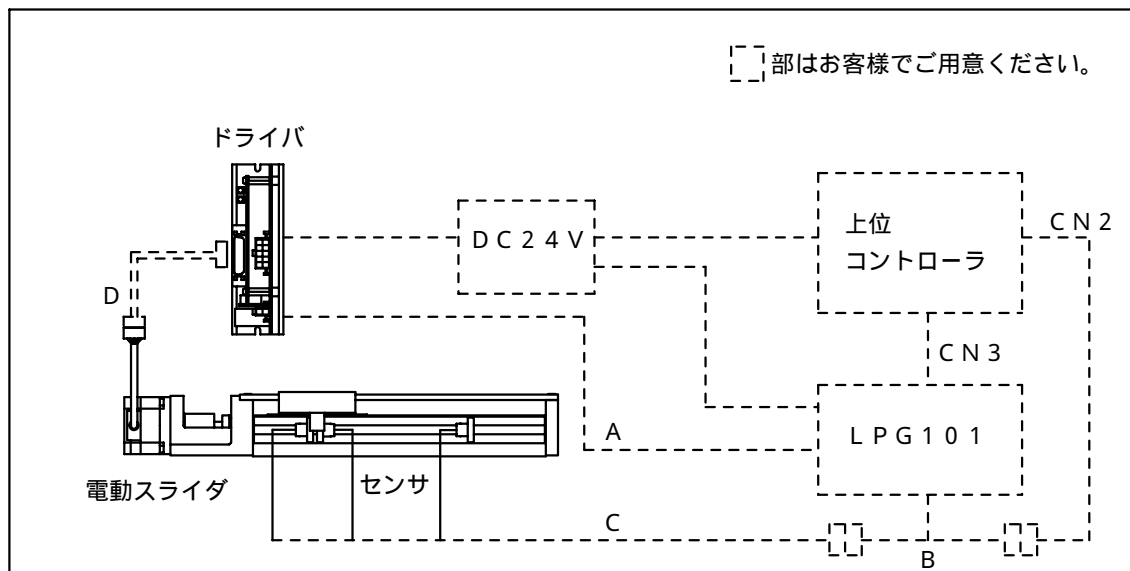 部はお客様でご用意ください。
ドライバ
DC24V
上位
コントローラ
CN2
D
CN3
A
LPG101
電動スライダ
センサ
C
B